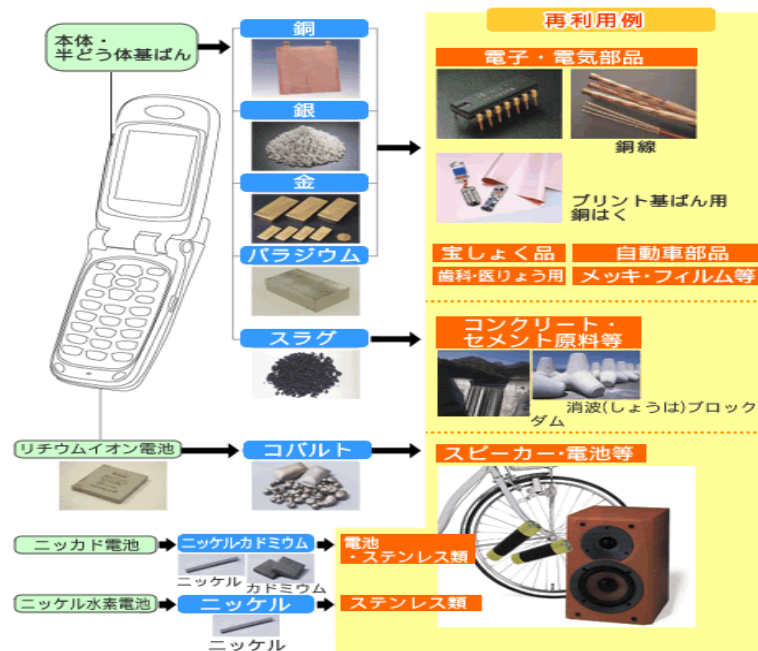 再利用例
本体・
半どう体基ばん
銅
銀
金
パラジウム
スラグ
電子・電気部品
銅線
プリント基ばん用
銅はく
宝しょく品
自動車部品
歯科・医りょう用
メッキ・フィルム等
コンクリート・
セメント原料等
消波(しょうは)ブロック
ダム
リチウムイオン電池
コバルト
スピーカー・電池等
ニッカド電池
ニッケル・カドミウム
電池
・ステンレス類
ニッケル
カドミウム
ニッケル水素電池
ニッケル
ステンレス類
ニッケル